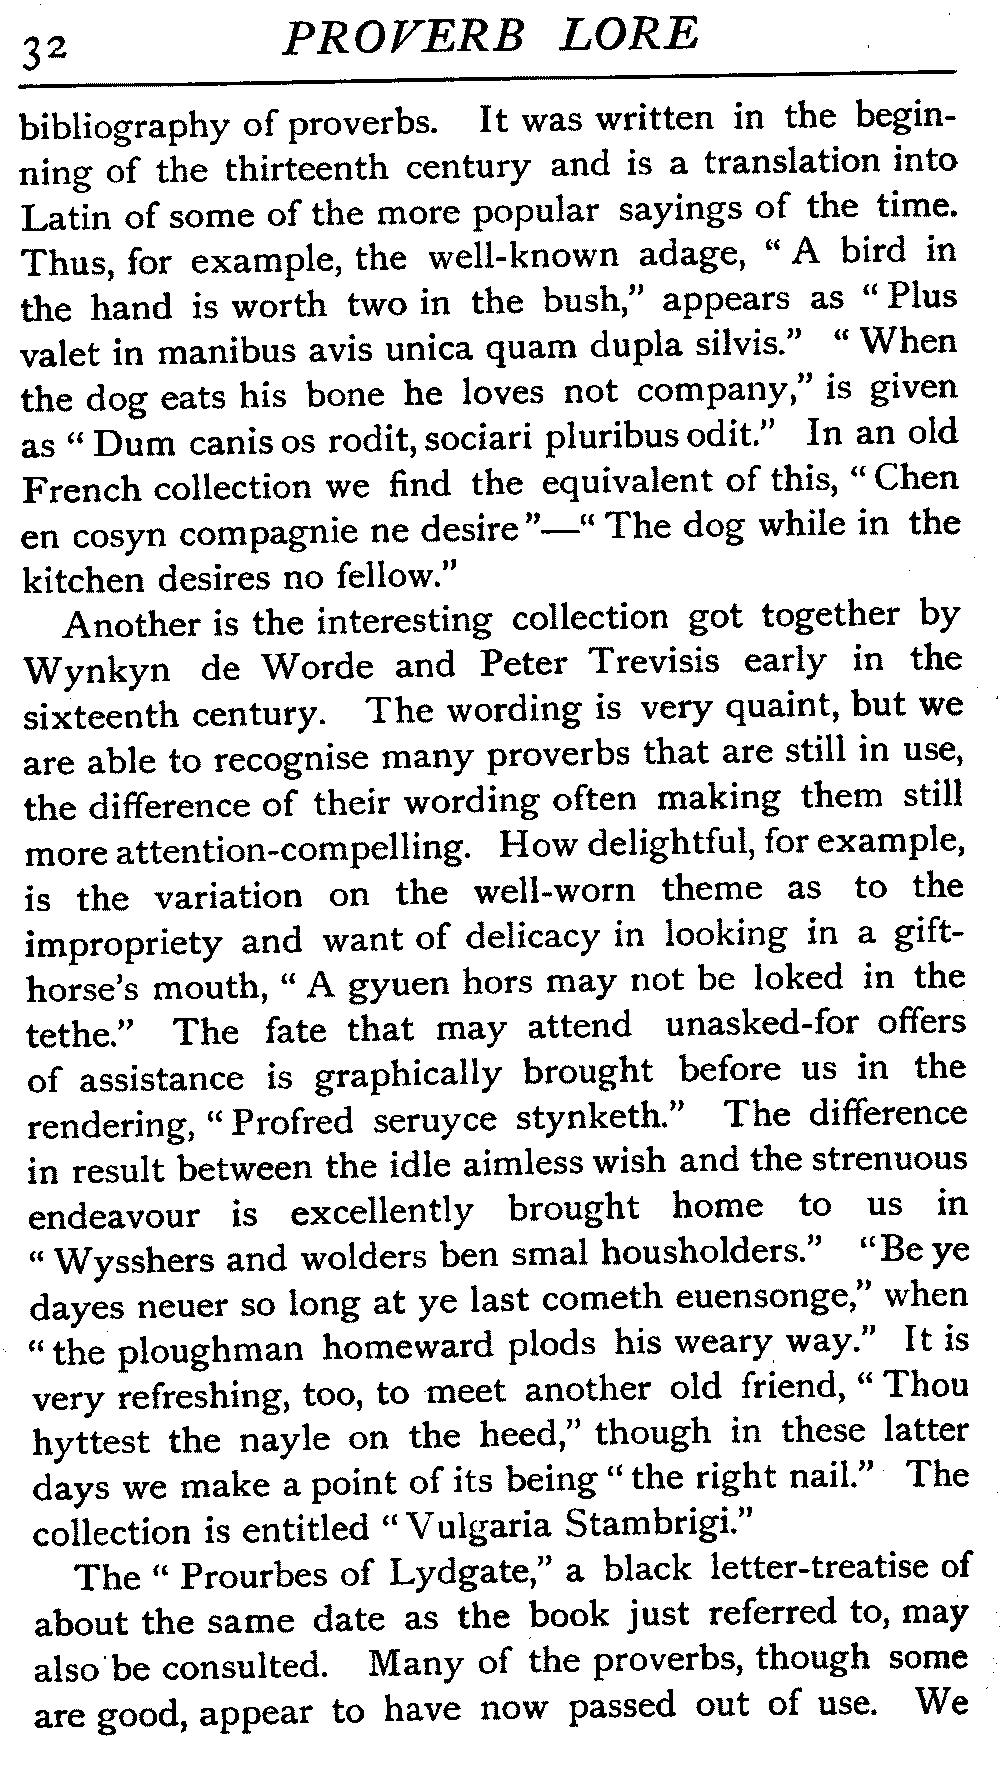 32 PROVERB LORE
bibliography of proverbs. It was written in the begin-
ning of the thirteenth century and is a translation into
Latin of some of the more popular sayings of the time.
Thus, for example, the well-known adage, “ A bird in
the hand is worth two in the bush,” appears as “ Plus
valet in manibus avis unica quam dupla silvis.” “ When
the dog eats his bone he loves not company,” is given
as “ Dum canis os rodit, sociari pluribus odit.” In an old
French collection we find the equivalent of this, “ Chen
en cosyn compagnie ne desire ”—“ The dog while in the
kitchen desires no fellow.”
Another is the interesting collection got together by
Wynkyn de Worde and Peter Trevisis early in the
sixteenth century. The wording is very quaint, but we
are able to recognise many proverbs that are still in use,
the difference of their wording often making them still
more attention-compelling. How delightful, for example,
is the variation on the well-worn theme as to the
impropriety and want of delicacy in looking in a gift-
horse’s mouth, “ A gyuen hors may not be loked in the
tethe.” The fate that may attend unasked-for offers
of assistance is graphically brought before us in the
rendering, “ Profred seruyce stynketh.” The difference
in result between the idle aimless wish and the strenuous
endeavour is excellently brought home to us in
“ Wysshers and wolders ben smal housholders.” “ Be ye
dayes neuer so long at ye last cometh euensonge,” when
“ the ploughman homeward plods his weary way.” It is
very refreshing, too, to meet another old friend, “ Thou
hyttest the nayle on the heed,” though in these latter
days we make a point of its being “ the right nail.” The
collection is entitled “ Vulgaria Stambrigi.”
The “ Prourbes of Lydgate,” a black letter-treatise of
about the same date as the book just referred to, may
also be consulted. Many of the proverbs, though some
are good, appear to have now passed out of use. We